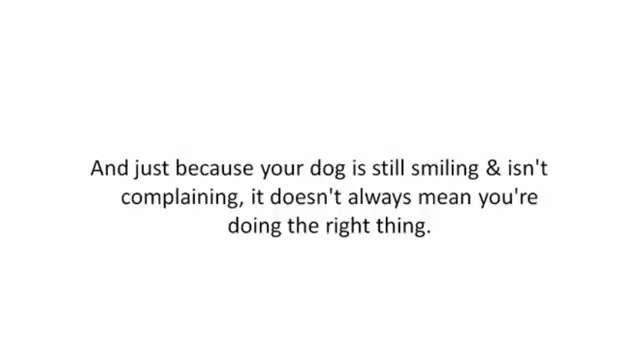 And just because your dog is still smiling & isn't
complaining, it doesn't always mean you're
doing the right thing.